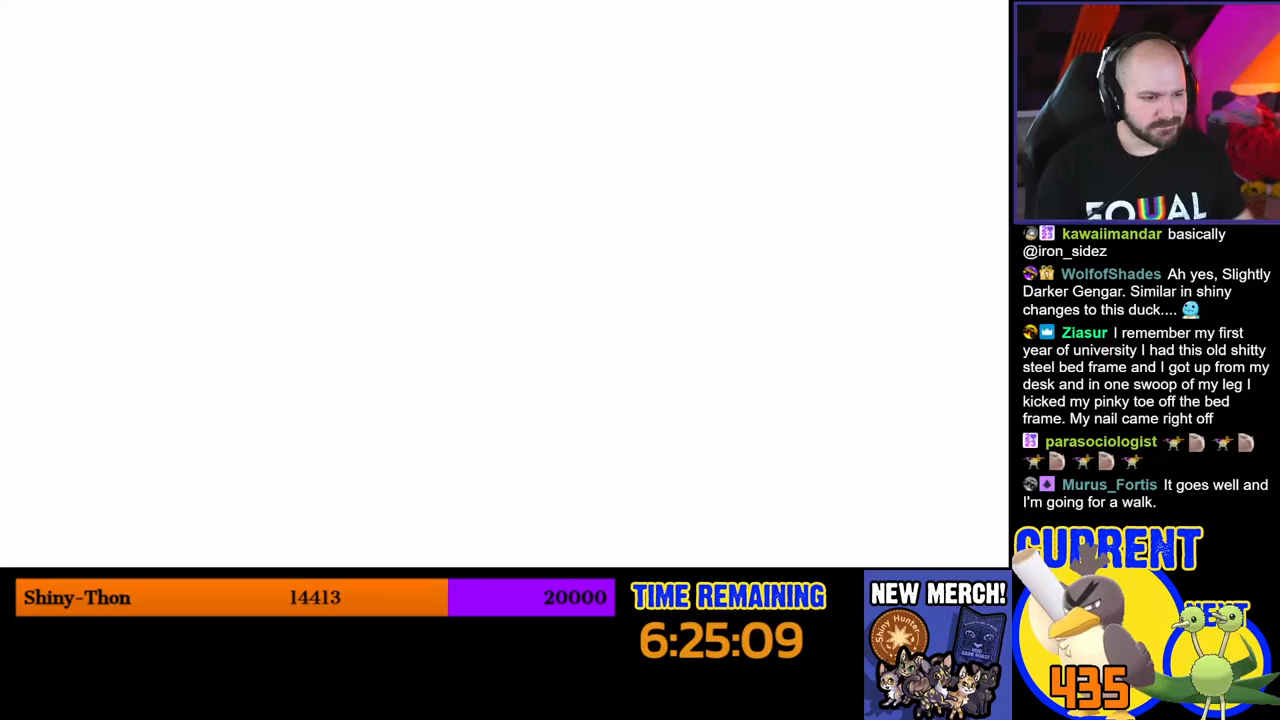 EQUAL
kawaiimandar basically
@iron_sidez
WolfofShades Ah yes, Slightly
Darker Gengar. Similar in shiny
changes to this duck....
Ziasur I remember my first
year of university I had this old shitty
steel bed frame and I got up from my
desk and in one swoop of my leg I
kicked my pinky toe off the bed
frame. My nail came right off
parasociologist
Murus_Fortis It goes well and
I'm going for a walk.
CURRENT
NEXT
435
Shiny-Thon 14413 20000
TIME REMAINING
6:25:09
NEW MERCH!
Shiny Hunter
DARK ROAST